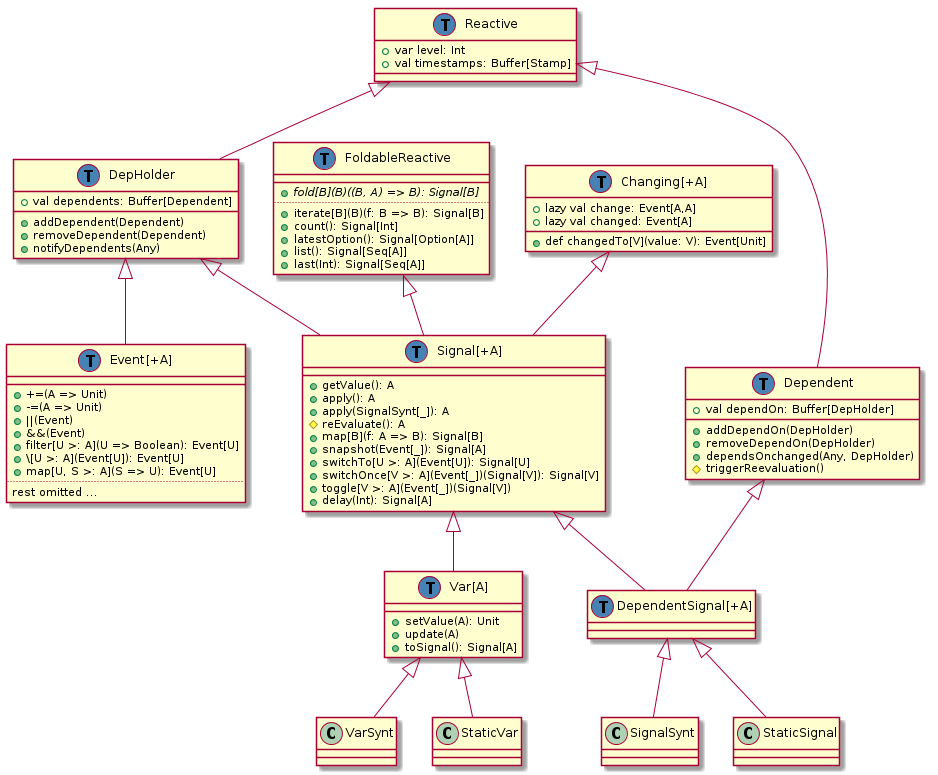 T Reactive
var level: Int
val timestamps: Buffer[Stamp]
T DepHolder
val dependents: Buffer[Dependent]
addDependent(Dependent)
removeDependent(Dependent)
notifyDependents(Any)
T FoldableReactive
fold[B](B)((B, A) => B): Signal[B]
iterate[B](B)(f: B => B): Signal[B]
count(): Signal[Int]
latestOption(): Signal[Option[A]]
list(): Signal[Seq[A]]
last(Int): Signal[Seq[A]]
T Changing[+A]
lazy val change: Event[A,A]
lazy val changed: Event[A]
def changedTo[V](value: V): Event[Unit]
T Event[+A]
+=(A => Unit)
-=(A => Unit)
||(Event)
&&(Event)
filter[U >: A](U => Boolean): Event[U]
\[U >: A](Event[U]): Event[U]
map[U, S >: A](S => U): Event[U]
rest omitted ...
T Signal[+A]
getValue(): A
apply(): A
apply(SignalSynt[_]): A
reEvaluate(): A
map[B](f: A => B): Signal[B]
snapshot(Event[_]): Signal[A]
switchTo[U >: A](Event[U]): Signal[U]
switchOnce[V >: A](Event[_])(Signal[V]): Signal[V]
toggle[V >: A](Event[_])(Signal[V])
delay(Int): Signal[A]
T Dependent
val dependOn: Buffer[DepHolder]
addDependOn(DepHolder)
removeDependOn(DepHolder)
dependsOnchanged(Any, DepHolder)
triggerReevaluation()
T Var[A]
setValue(A): Unit
update(A)
toSignal(): Signal[A]
T DependentSignal[+A]
C VarSynt
C StaticVar
C SignalSynt
C StaticSignal